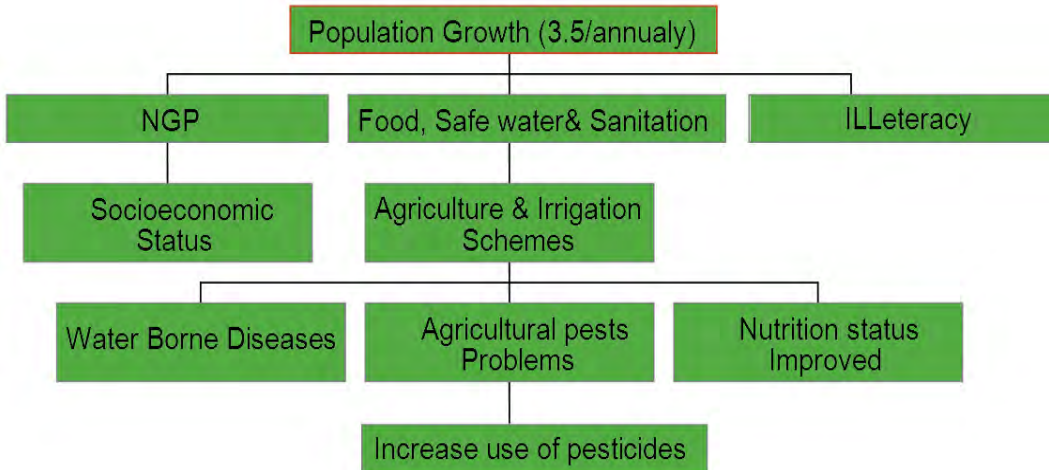 Population Growth (3.5/annualy)
NGP
Food, Safe water& Sanitation
ILLeteracy
Socioeconomic
Status
Agriculture & Irrigation
Schemes
Water Borne Diseases
Agricultural pests
Problems
Nutrition status
Improved
Increase use of pesticides